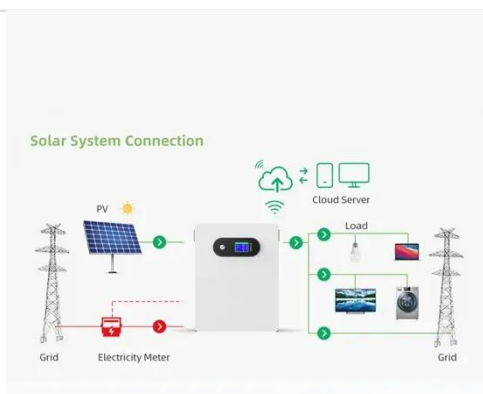 Solar System Connection
Cloud Server
PV
Load
Grid
Electricity Meter
Grid